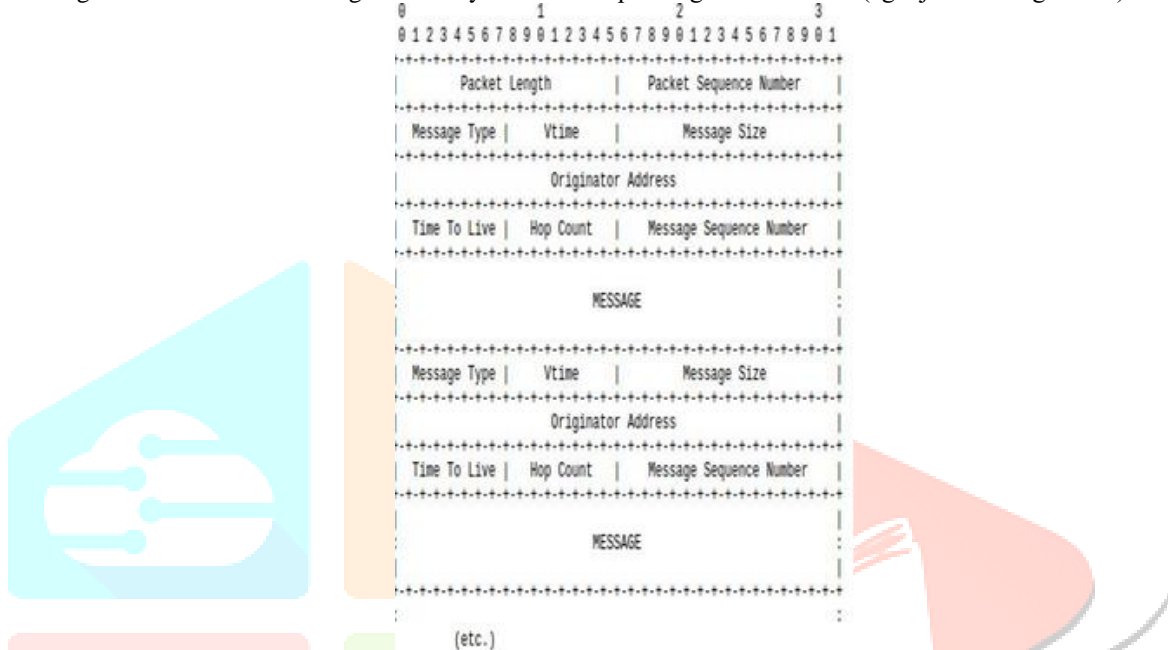 0 1 2 3
0 1 2 3 4 5 6 7 8 9 0 1 2 3 4 5 6 7 8 9 0 1 2 3 4 5 6 7 8 9 0 1
| Packet Length | Packet Sequence Number |
| Message Type | Vtime | Message Size |
| Originator Address |
| Time To Live | Hop Count | Message Sequence Number |
: MESSAGE :
| Message Type | Vtime | Message Size |
| Originator Address |
| Time To Live | Hop Count | Message Sequence Number |
: MESSAGE :
(etc.)